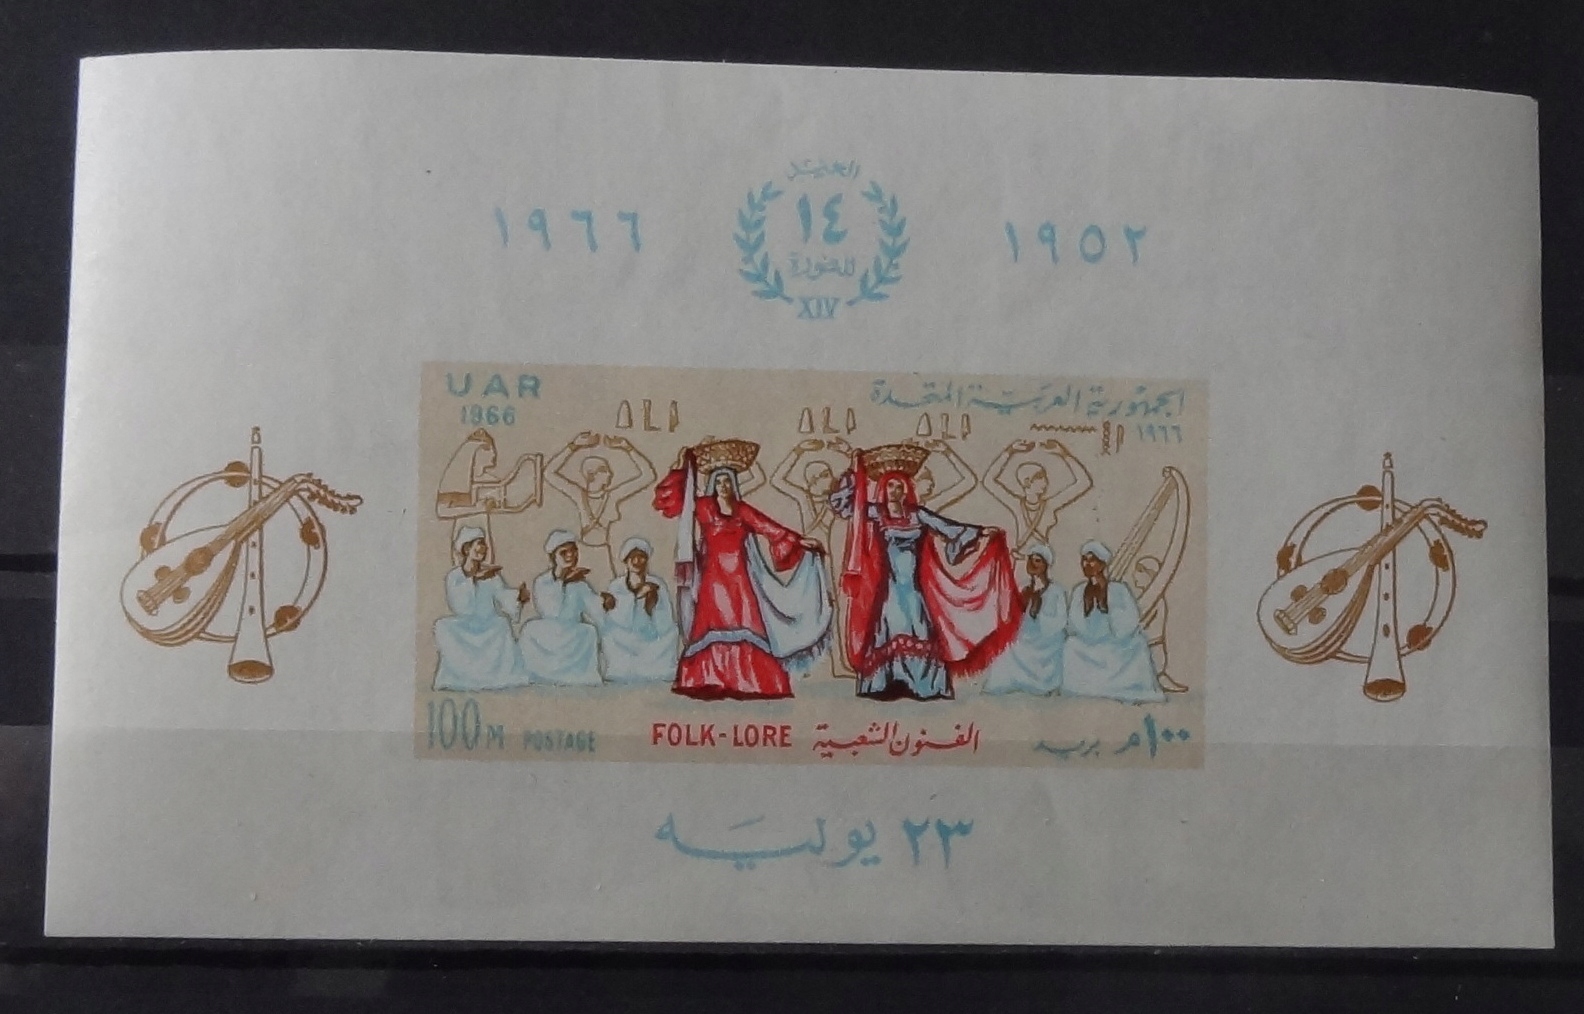 العيد
١٩٦٦ ١٤ ١٩٥٢
للثورة
XIV
UAR الجمهورية العربية المتحدة
1966 ١٩٦٦
100M POSTAGE FOLK-LORE الفنون الشعبية بريد ١٠٠م
٢٣ يوليه